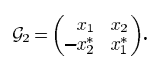 𝒢₂ = ( x₁ x₂
−x₂* x₁* ).